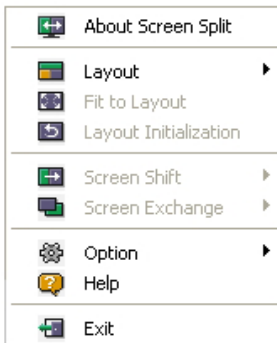 About Screen Split
Layout
Fit to Layout
Layout Initialization
Screen Shift
Screen Exchange
Option
Help
Exit